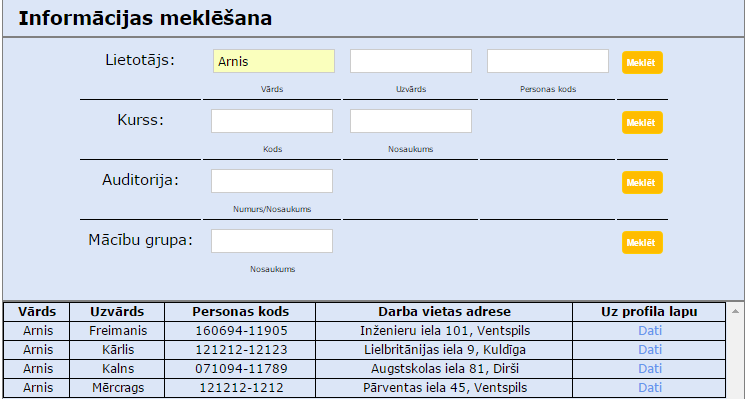 Informācijas meklēšana
Lietotājs: Arnis Meklēt
Vārds Uzvārds Personas kods
Kurss: Meklēt
Kods Nosaukums
Auditorija: Meklēt
Numurs/Nosaukums
Mācību grupa: Meklēt
Nosaukums
Vārds Uzvārds Personas kods Darba vietas adrese Uz profila lapu
Arnis Freimanis 160694-11905 Inženieru iela 101, Ventspils Dati
Arnis Kārlis 121212-12123 Lielbritānijas iela 9, Kuldīga Dati
Arnis Kalns 071094-11789 Augstskolas iela 81, Dirši Dati
Arnis Mērcrags 121212-1212 Pārventas iela 45, Ventspils Dati